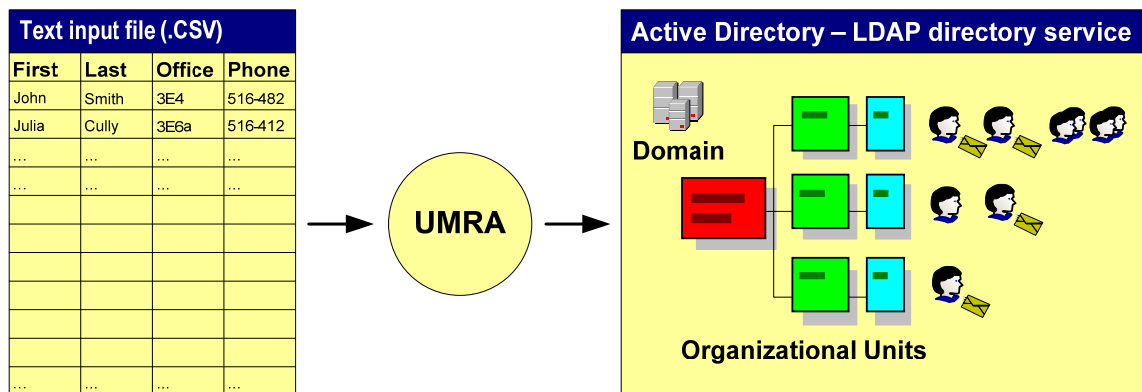 Text input file (.CSV)
First Last Office Phone
John Smith 3E4 516-482
Julia Cully 3E6a 516-412
... ... ... ...
... ... ... ...
... ... ... ...
UMRA
Active Directory – LDAP directory service
Domain
Organizational Units